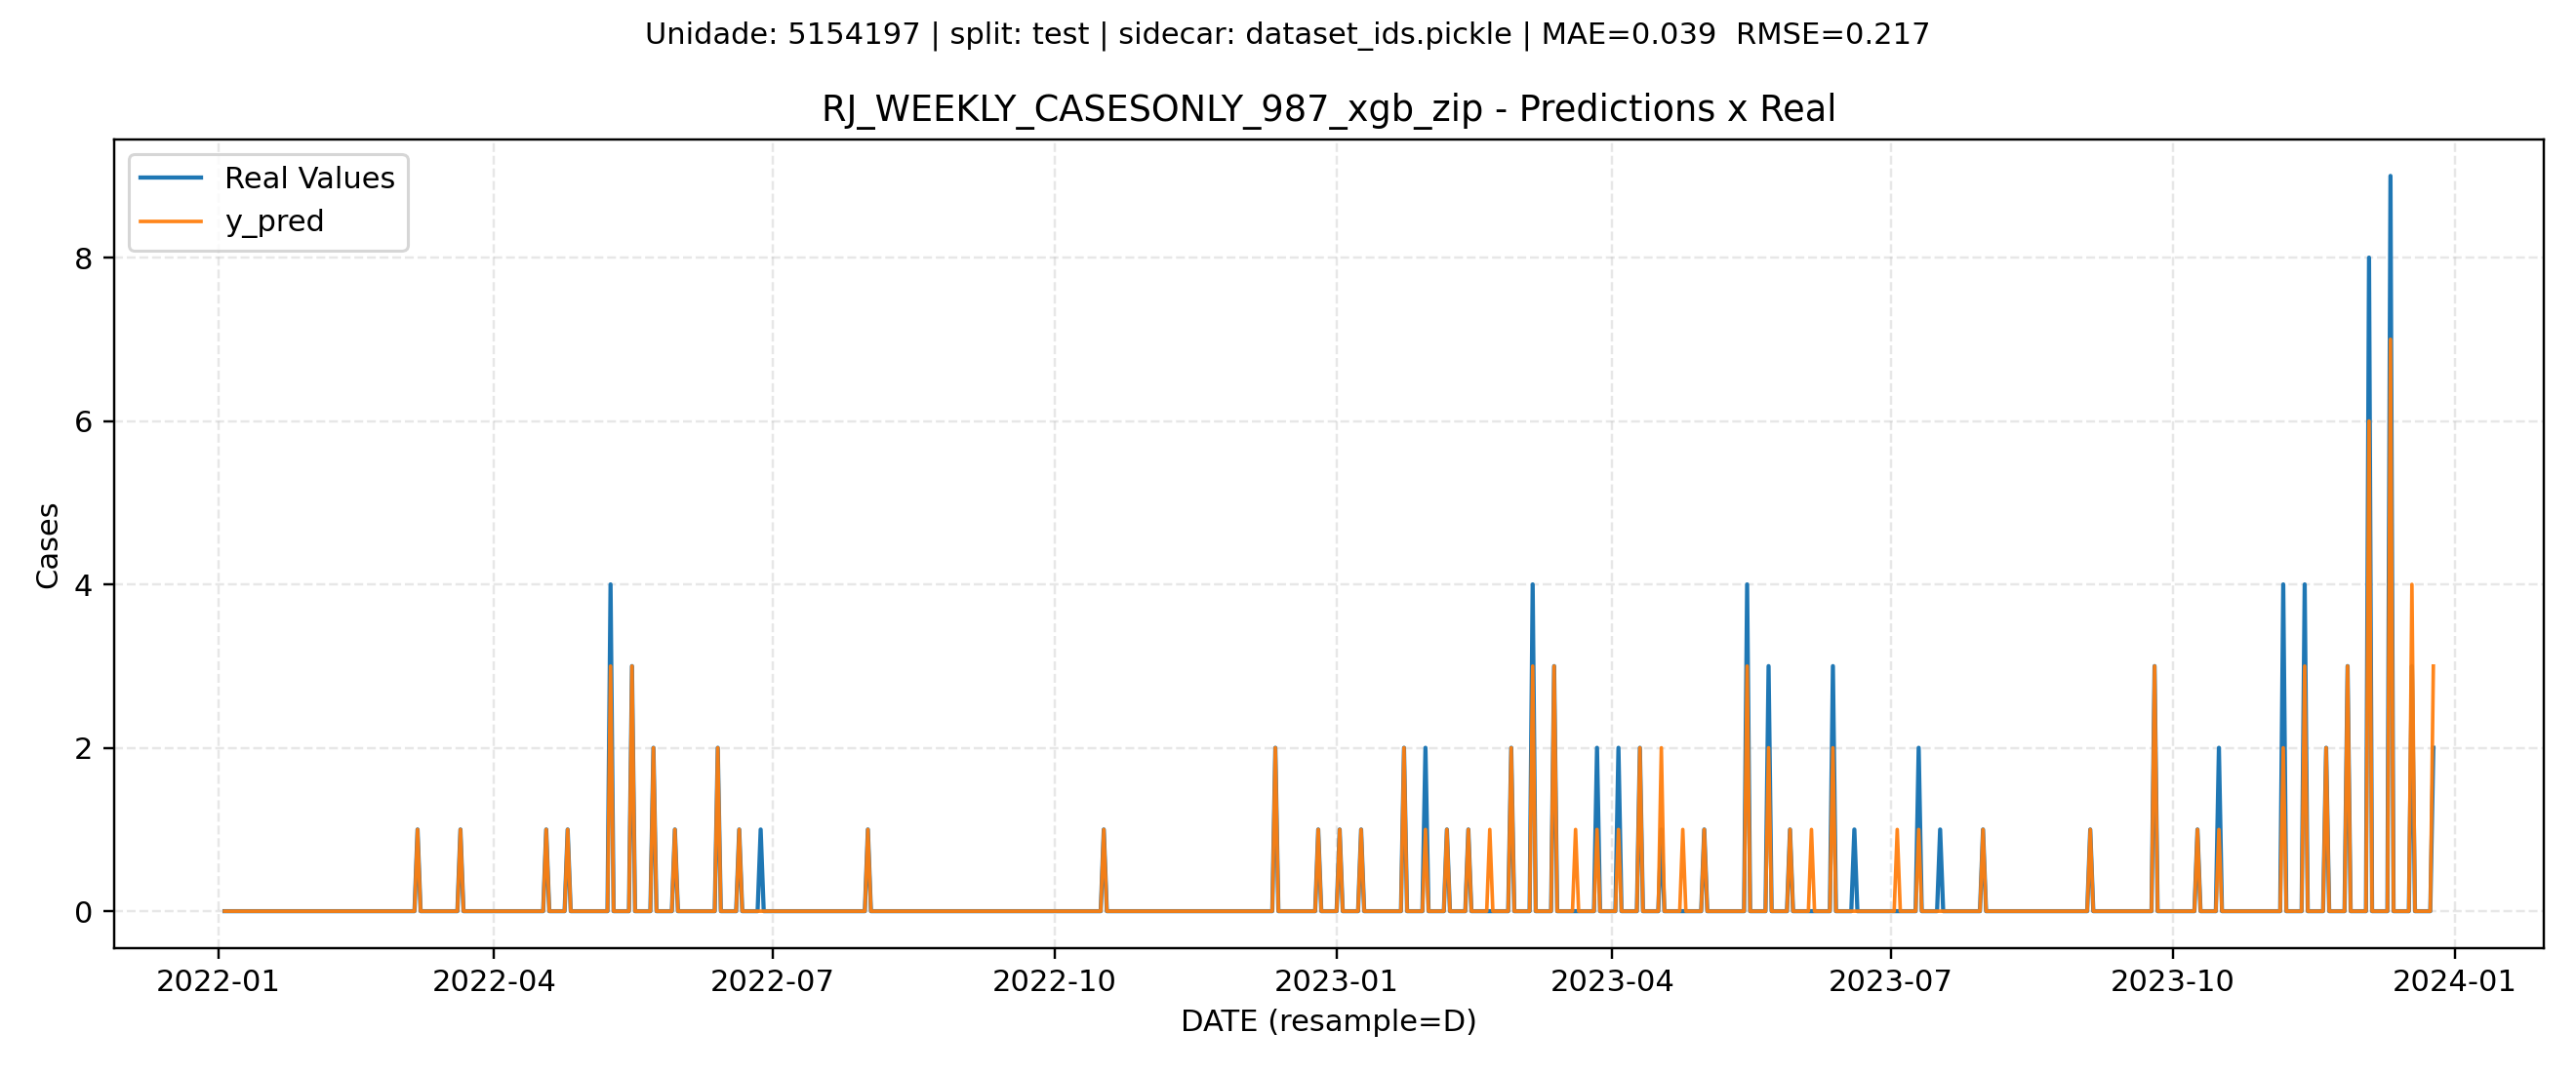 Unidade: 5154197 | split: test | sidecar: dataset_ids.pickle | MAE=0.039  RMSE=0.217
RJ_WEEKLY_CASESONLY_987_xgb_zip - Predictions x Real
Real Values
y_pred
Cases
8
6
4
2
0
2022-01
2022-04
2022-07
2022-10
2023-01
2023-04
2023-07
2023-10
2024-01
DATE (resample=D)